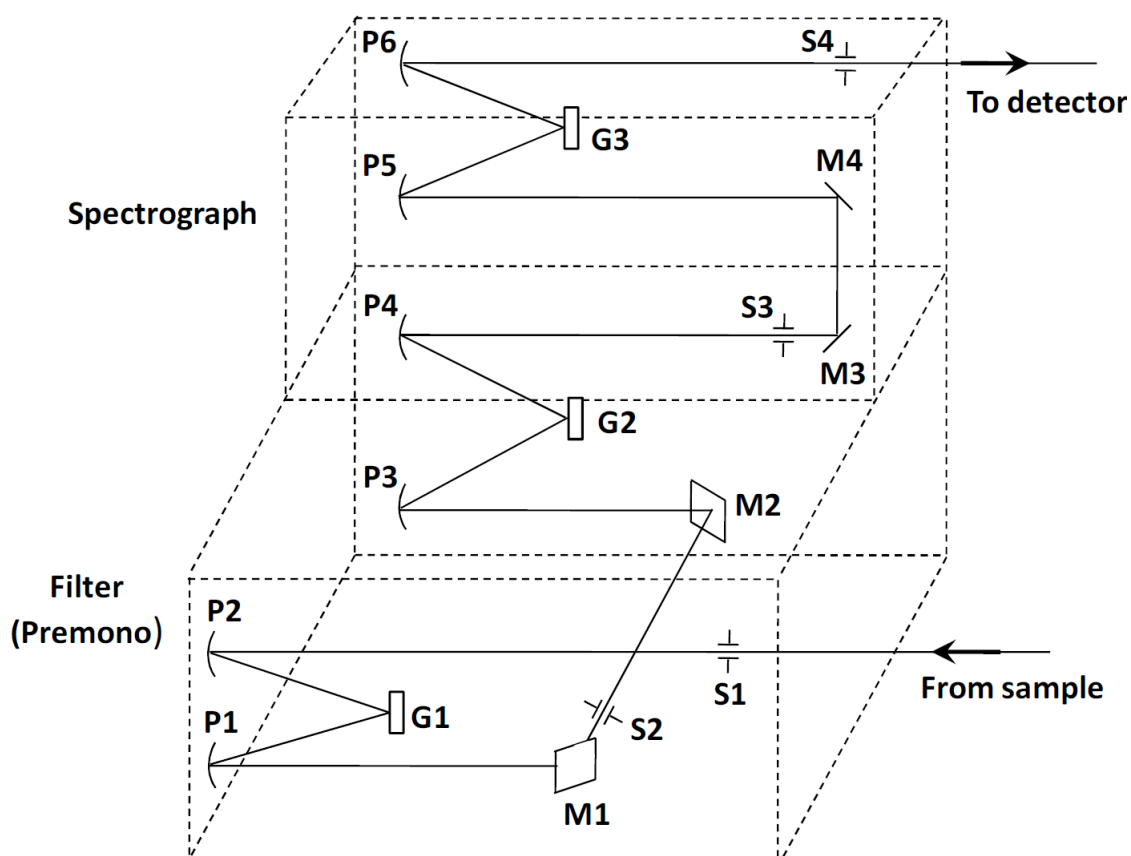 P6
S4
To detector
G3
P5
M4
Spectrograph
P4
S3
M3
G2
P3
M2
Filter
(Premono)
P2
S1
From sample
G1
P1
S2
M1